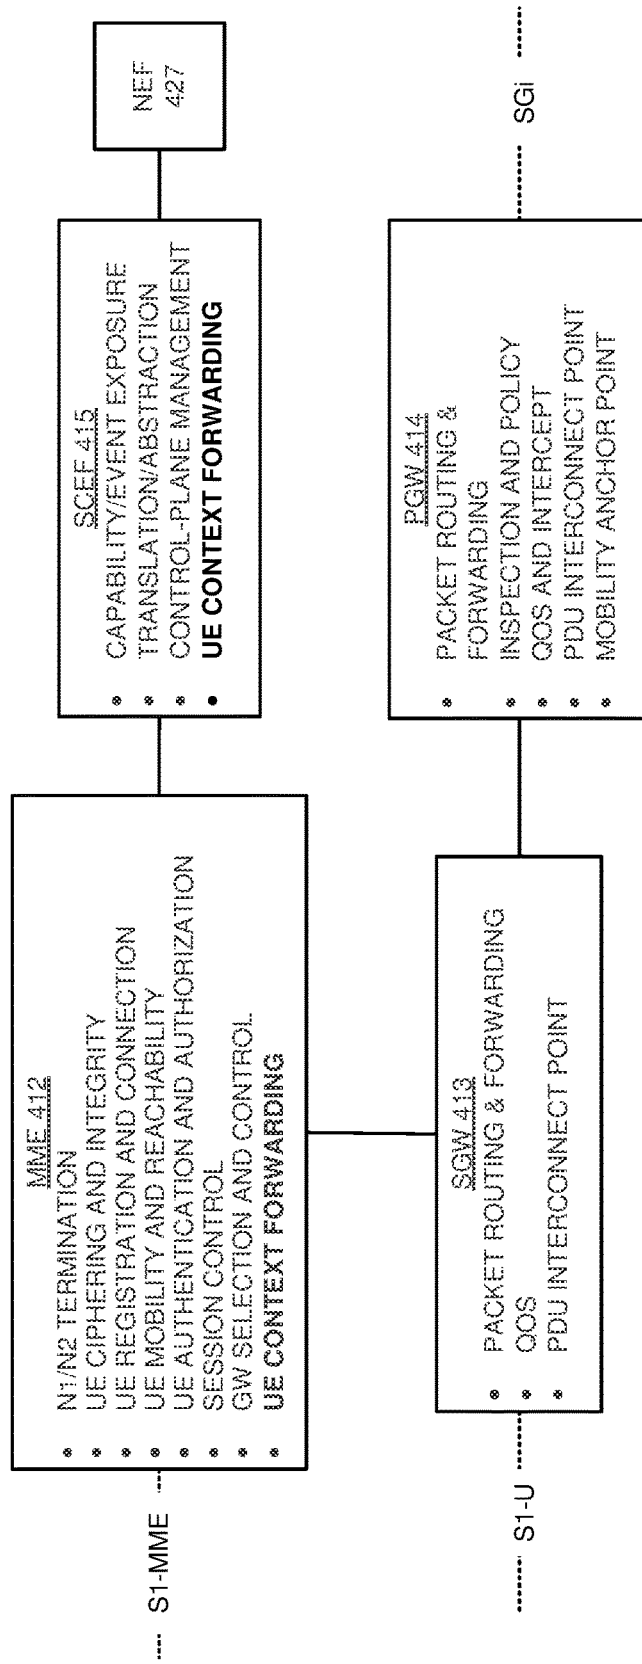 S1-MME
MME 412
• N1/N2 TERMINATION
• UE CIPHERING AND INTEGRITY
• UE REGISTRATION AND CONNECTION
• UE MOBILITY AND REACHABILITY
• UE AUTHENTICATION AND AUTHORIZATION
• SESSION CONTROL
• GW SELECTION AND CONTROL
• UE CONTEXT FORWARDING
SCEF 415
• CAPABILITY/EVENT EXPOSURE
• TRANSLATION/ABSTRACTION
• CONTROL-PLANE MANAGEMENT
• UE CONTEXT FORWARDING
NEF
427
S1-U
SGW 413
• PACKET ROUTING & FORWARDING
• QOS
• PDU INTERCONNECT POINT
PGW 414
• PACKET ROUTING &
FORWARDING
• INSPECTION AND POLICY
• QOS AND INTERCEPT
• PDU INTERCONNECT POINT
• MOBILITY ANCHOR POINT
SGi